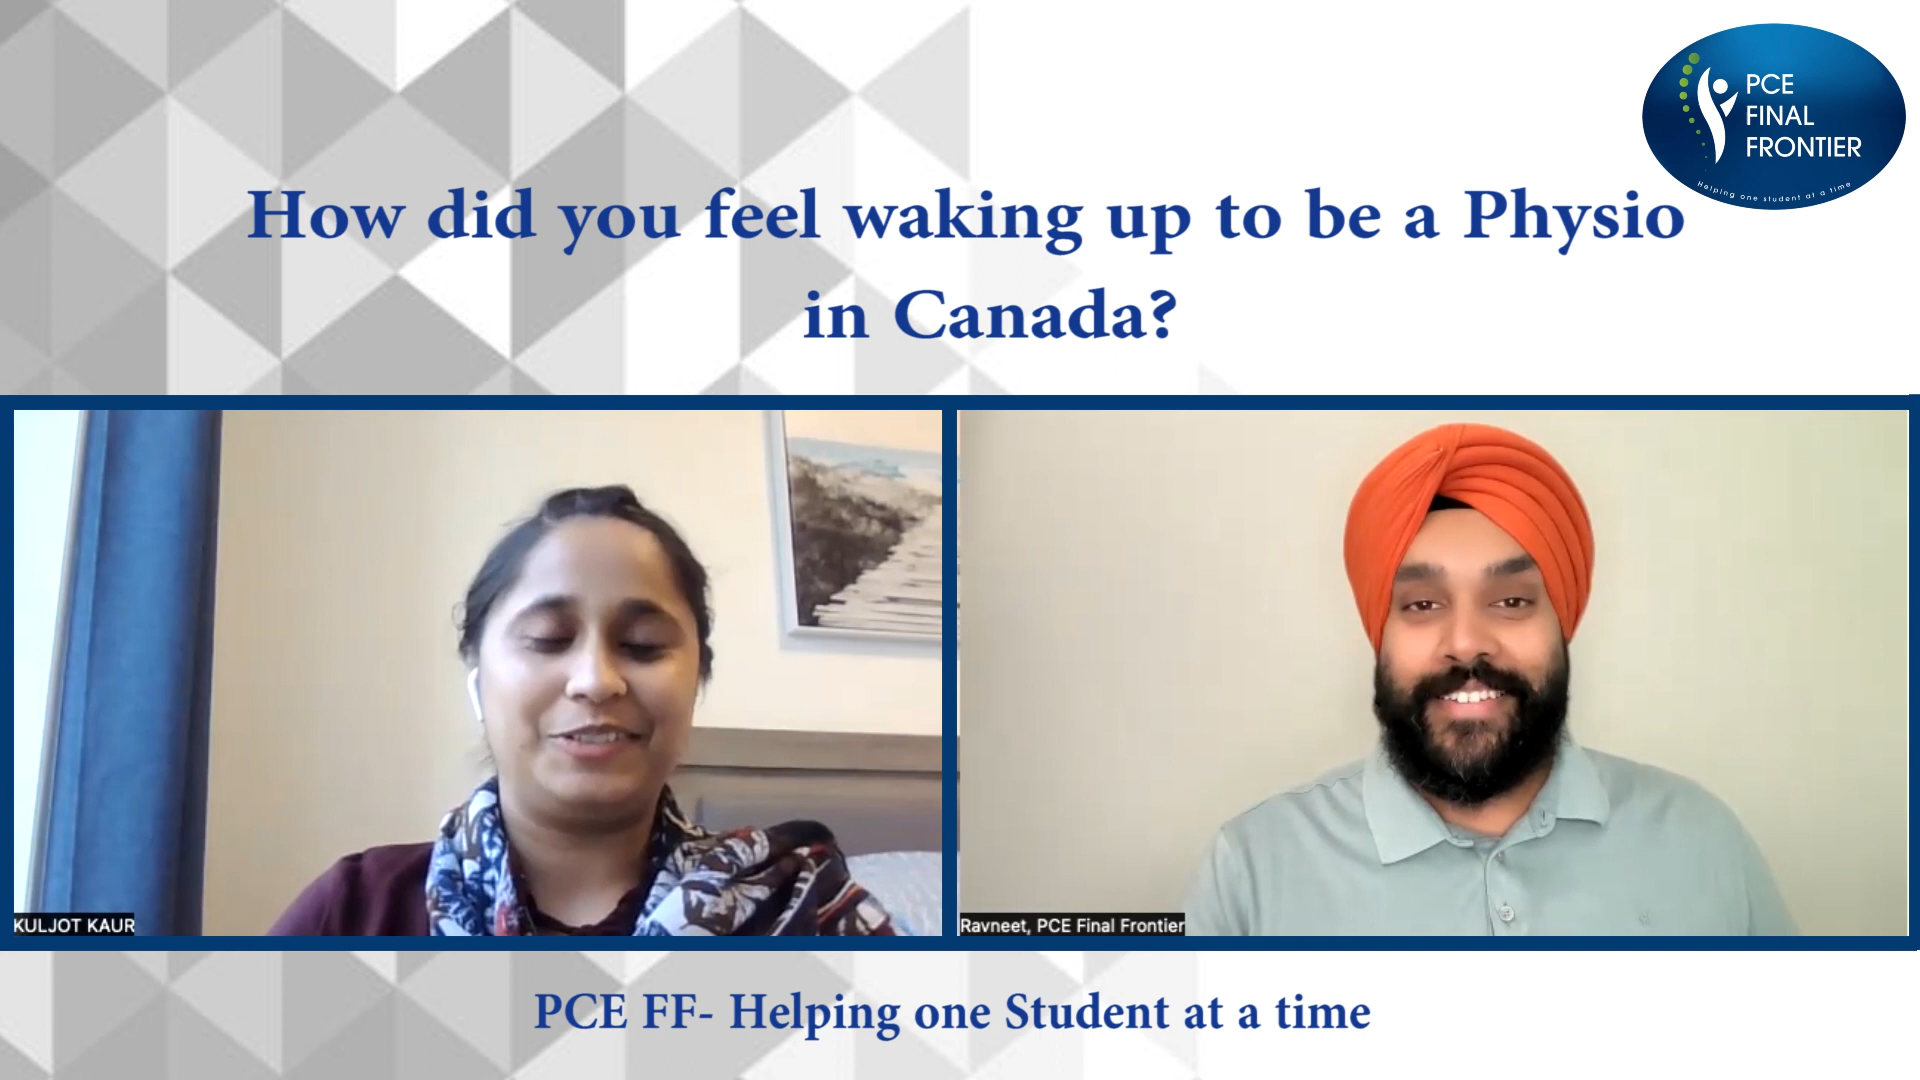 PCE
FINAL
FRONTIER
Helping one student at a time
How did you feel waking up to be a Physio
in Canada?
KULJOT KAUR
Ravneet, PCE Final Frontier
PCE FF- Helping one Student at a time